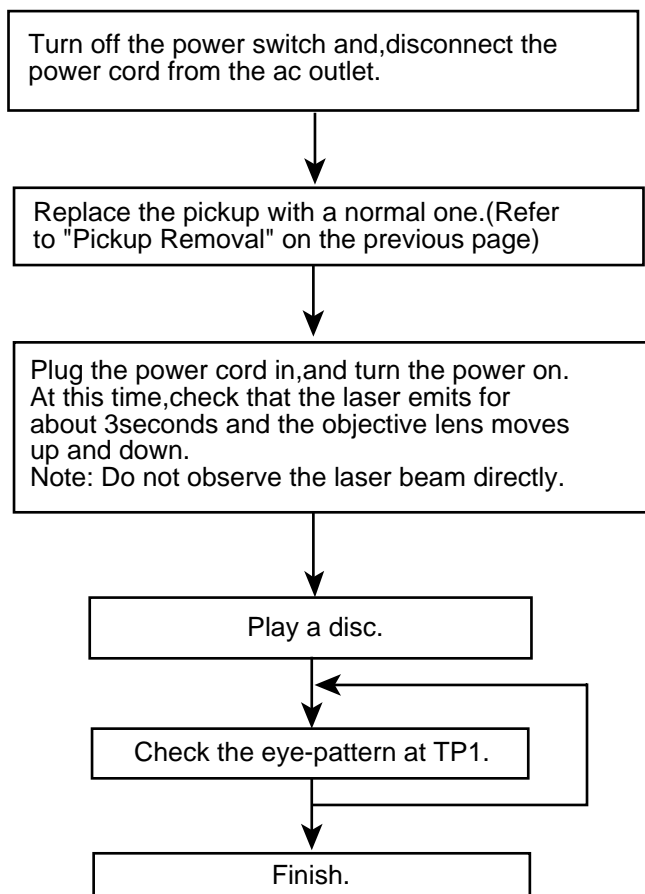 Turn off the power switch and,disconnect the
power cord from the ac outlet.
Replace the pickup with a normal one.(Refer
to "Pickup Removal" on the previous page)
Plug the power cord in,and turn the power on.
At this time,check that the laser emits for
about 3seconds and the objective lens moves
up and down.
Note: Do not observe the laser beam directly.
Play a disc.
Check the eye-pattern at TP1.
Finish.